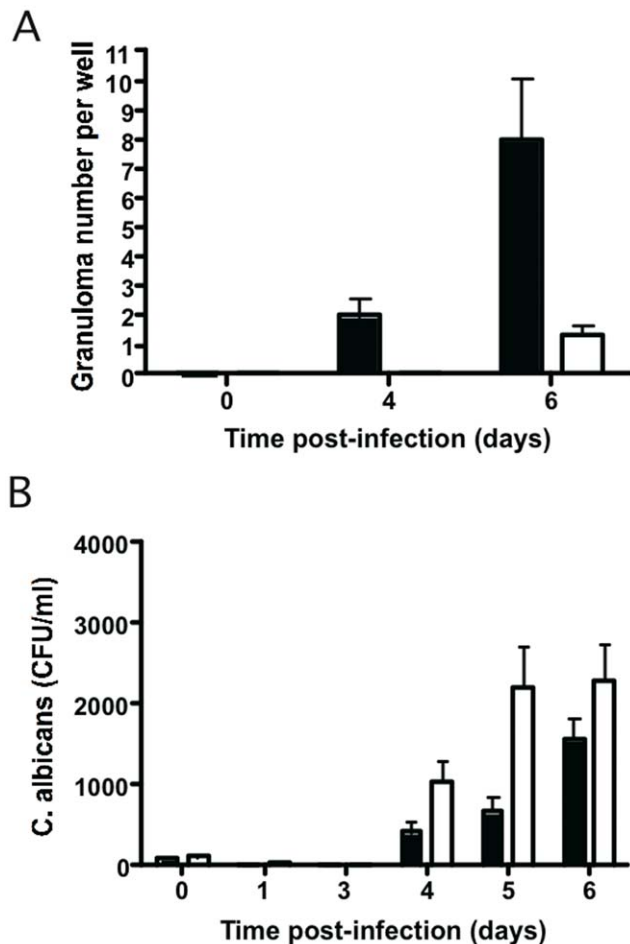 A
Granuloma number per well
11
10
9
8
7
6
5
4
3
2
1
0
0 4 6
Time post-infection (days)
B
C. albicans (CFU/ml)
4000
3000
2000
1000
0
0 1 3 4 5 6
Time post-infection (days)